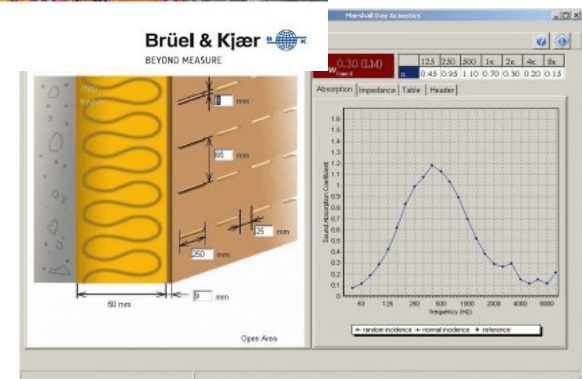 Brüel & Kjær
BEYOND MEASURE
Marshall Day Acoustics
0.30 (LM)
125 250 500 1k 2k 4k 8k
0.45 0.95 1.10 0.70 0.30 0.20 0.15
Absorption Impedance Table Header
mm
65 mm
25 mm
250 mm
60 mm
9 mm
Open Area
Sound Absorption Coefficient
1.6
1.5
1.4
1.3
1.2
1.1
1
0.9
0.8
0.7
0.6
0.5
0.4
0.3
0.2
0.1
0
63 125 250 500 1000 2000 4000 8000
frequency (Hz)
random incidence normal incidence reference